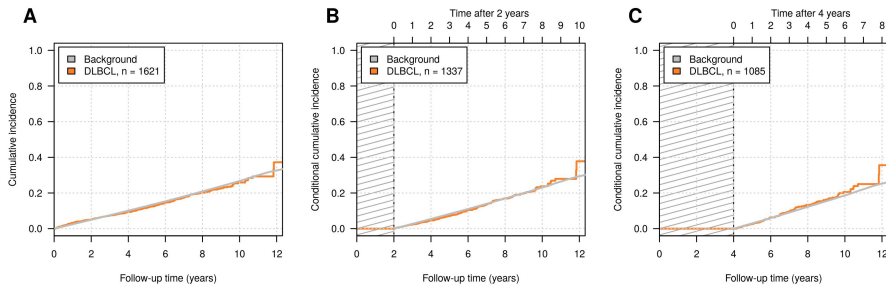 A
Cumulative incidence
1.0
0.8
0.6
0.4
0.2
0.0
Background
DLBCL, n = 1621
0 2 4 6 8 10 12
Follow-up time (years)
B
Time after 2 years
0 1 2 3 4 5 6 7 8 9 10
Conditional cumulative incidence
1.0
0.8
0.6
0.4
0.2
0.0
Background
DLBCL, n = 1337
0 2 4 6 8 10 12
Follow-up time (years)
C
Time after 4 years
0 1 2 3 4 5 6 7 8
Conditional cumulative incidence
1.0
0.8
0.6
0.4
0.2
0.0
Background
DLBCL, n = 1085
0 2 4 6 8 10 12
Follow-up time (years)